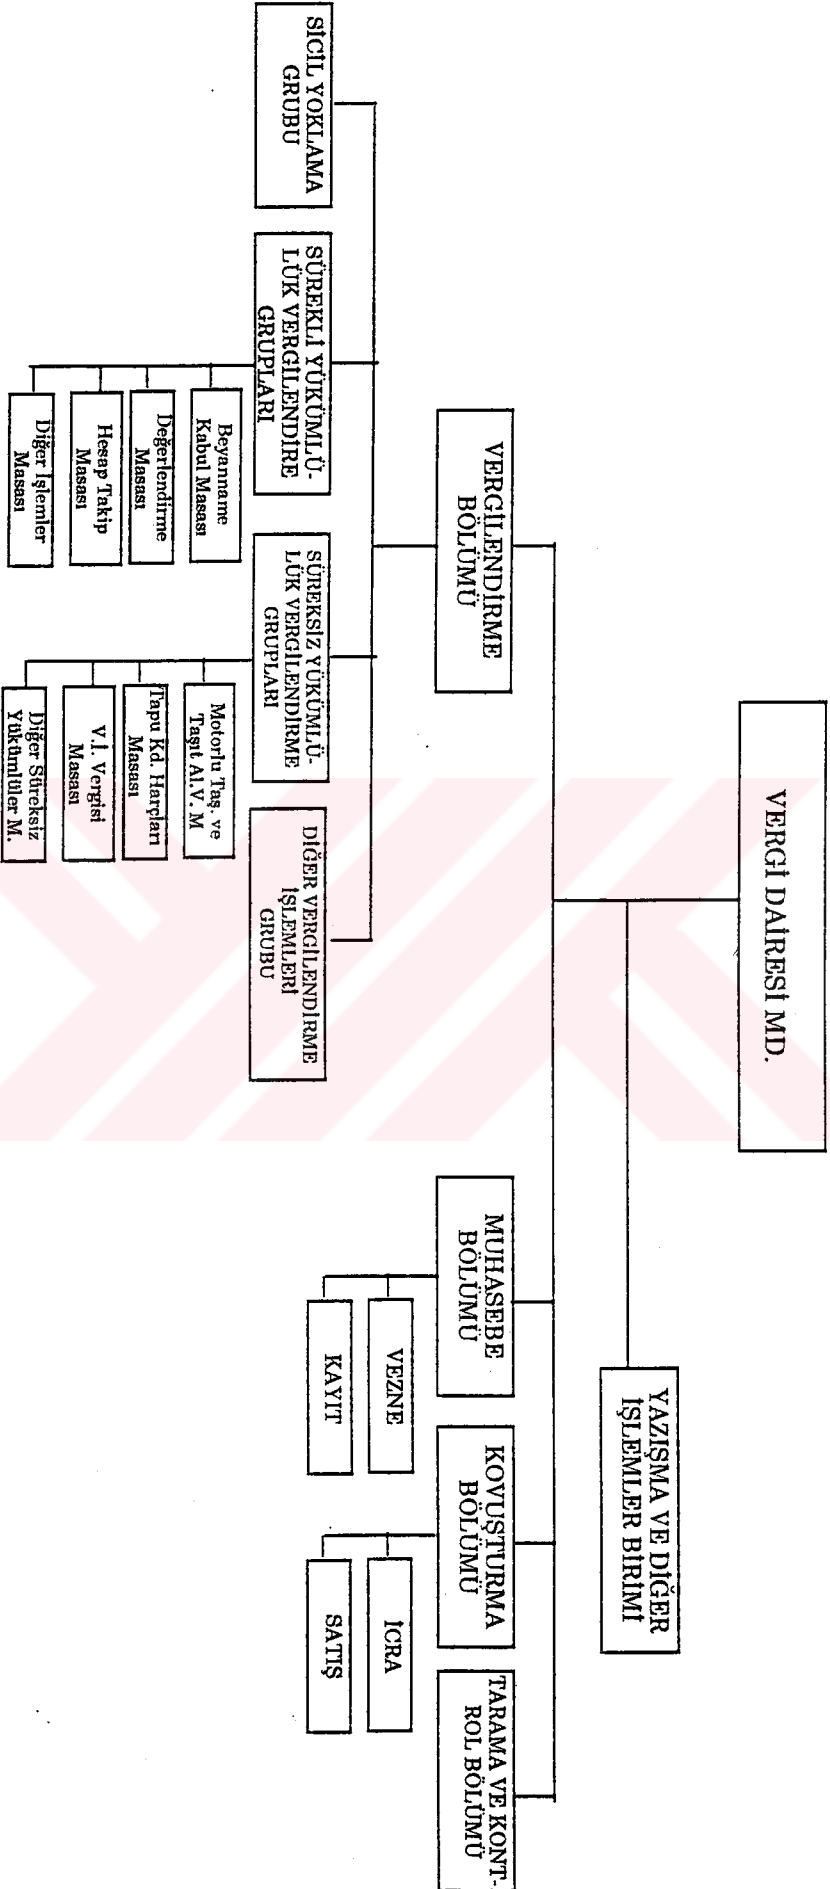 VERGİ DAİRESİ MD.
YAZIŞMA VE DİĞER
İŞLEMLER BİRİMİ
VERGİLENDİRME
BÖLÜMÜ
MUHASEBE
BÖLÜMÜ
KOVUŞTURMA
BÖLÜMÜ
TARAMA VE KONT-
ROL BÖLÜMÜ
SİCİL YOKLAMA
GRUBU
SÜREKLİ YÜKÜMLÜ-
LÜK VERGİLENDİRE
GRUPLARI
SÜREKSİZ YÜKÜMLÜ-
LÜK VERGİLENDİRME
GRUPLARI
DİĞER VERGİLENDİRME
İŞLEMLERİ
GRUBU
VEZNE
KAYIT
İCRA
SATIŞ
Beyanname
Kabul Masası
Değerlendirme
Masası
Hesap Takip
Masası
Diğer İşlemler
Masası
Motorlu Taş. ve
Taşıt Al.V. M
Tapu Kd. Harçları
Masası
V.İ. Vergisi
Masası
Diğer Süreksiz
Yükümlüler M.